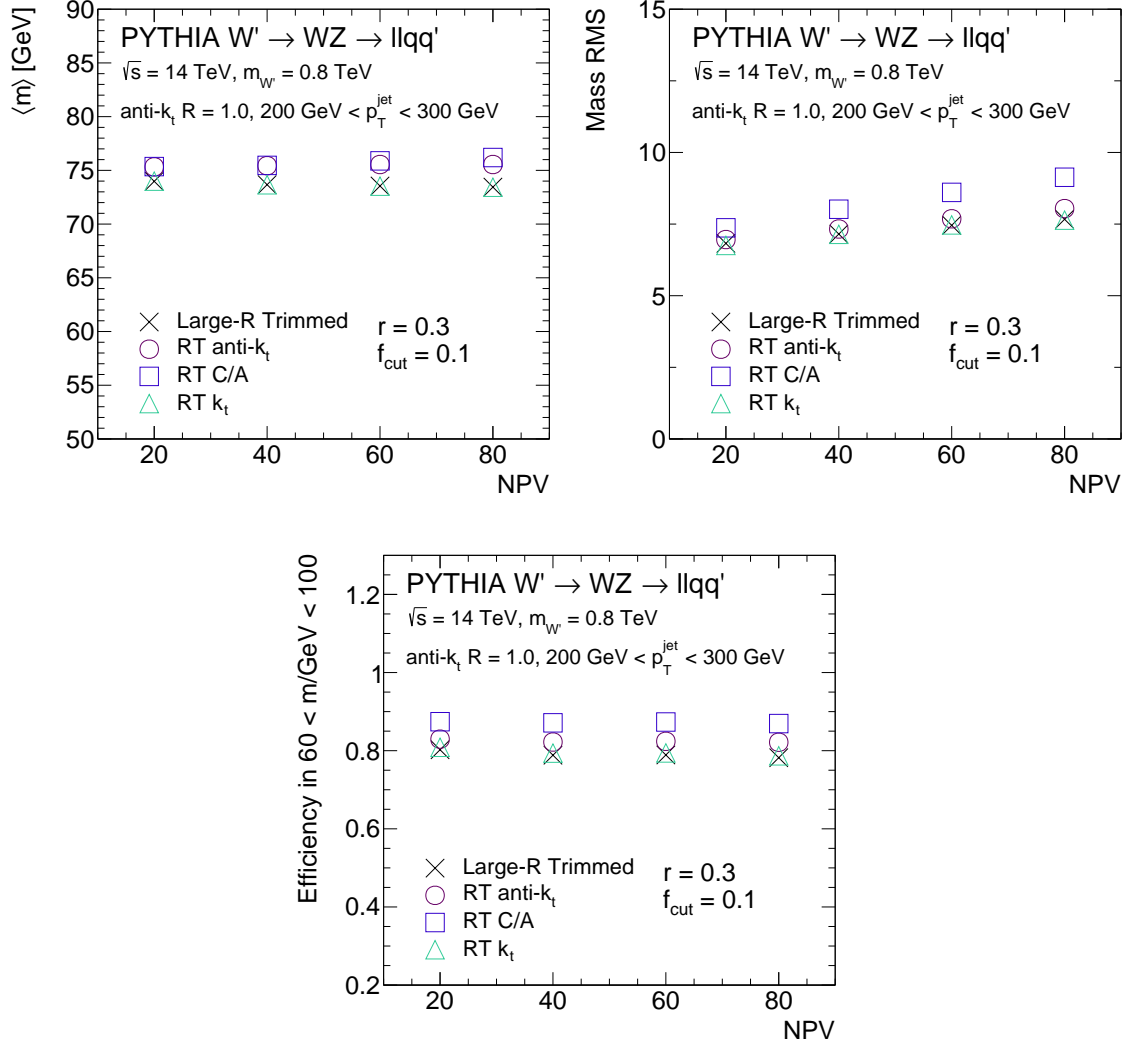 ⟨m⟩ [GeV]
90
85
80
75
70
65
60
55
50
PYTHIA W' → WZ → llqq'
√s = 14 TeV, m_W' = 0.8 TeV
anti-k_t R = 1.0, 200 GeV < p_T^jet < 300 GeV
Large-R Trimmed
RT anti-k_t
RT C/A
RT k_t
r = 0.3
f_cut = 0.1
20 40 60 80
NPV
Mass RMS
15
10
5
0
PYTHIA W' → WZ → llqq'
√s = 14 TeV, m_W' = 0.8 TeV
anti-k_t R = 1.0, 200 GeV < p_T^jet < 300 GeV
Large-R Trimmed
RT anti-k_t
RT C/A
RT k_t
r = 0.3
f_cut = 0.1
20 40 60 80
NPV
Efficiency in 60 < m/GeV < 100
1.2
1
0.8
0.6
0.4
0.2
PYTHIA W' → WZ → llqq'
√s = 14 TeV, m_W' = 0.8 TeV
anti-k_t R = 1.0, 200 GeV < p_T^jet < 300 GeV
Large-R Trimmed
RT anti-k_t
RT C/A
RT k_t
r = 0.3
f_cut = 0.1
20 40 60 80
NPV